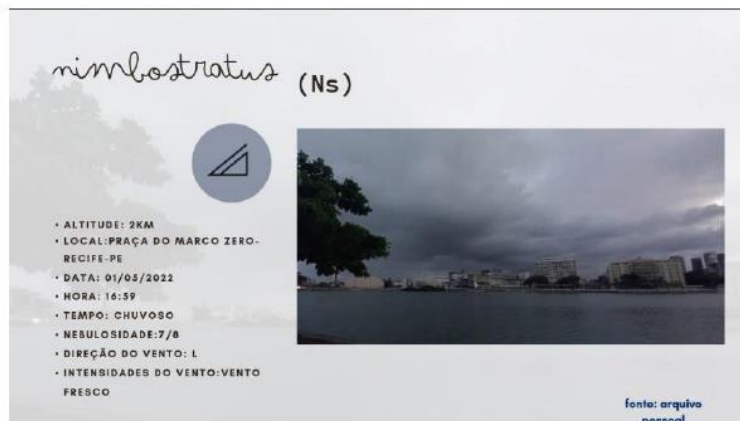 nimbostratus (Ns)
• ALTITUDE: 2KM
• LOCAL:PRAÇA DO MARCO ZERO-
RECIFE-PE
• DATA: 01/05/2022
• HORA: 16:59
• TEMPO: CHUVOSO
• NEBULOSIDADE:7/8
• DIREÇÃO DO VENTO: L
• INTENSIDADES DO VENTO:VENTO
FRESCO
fonte: arquivo
pessoal